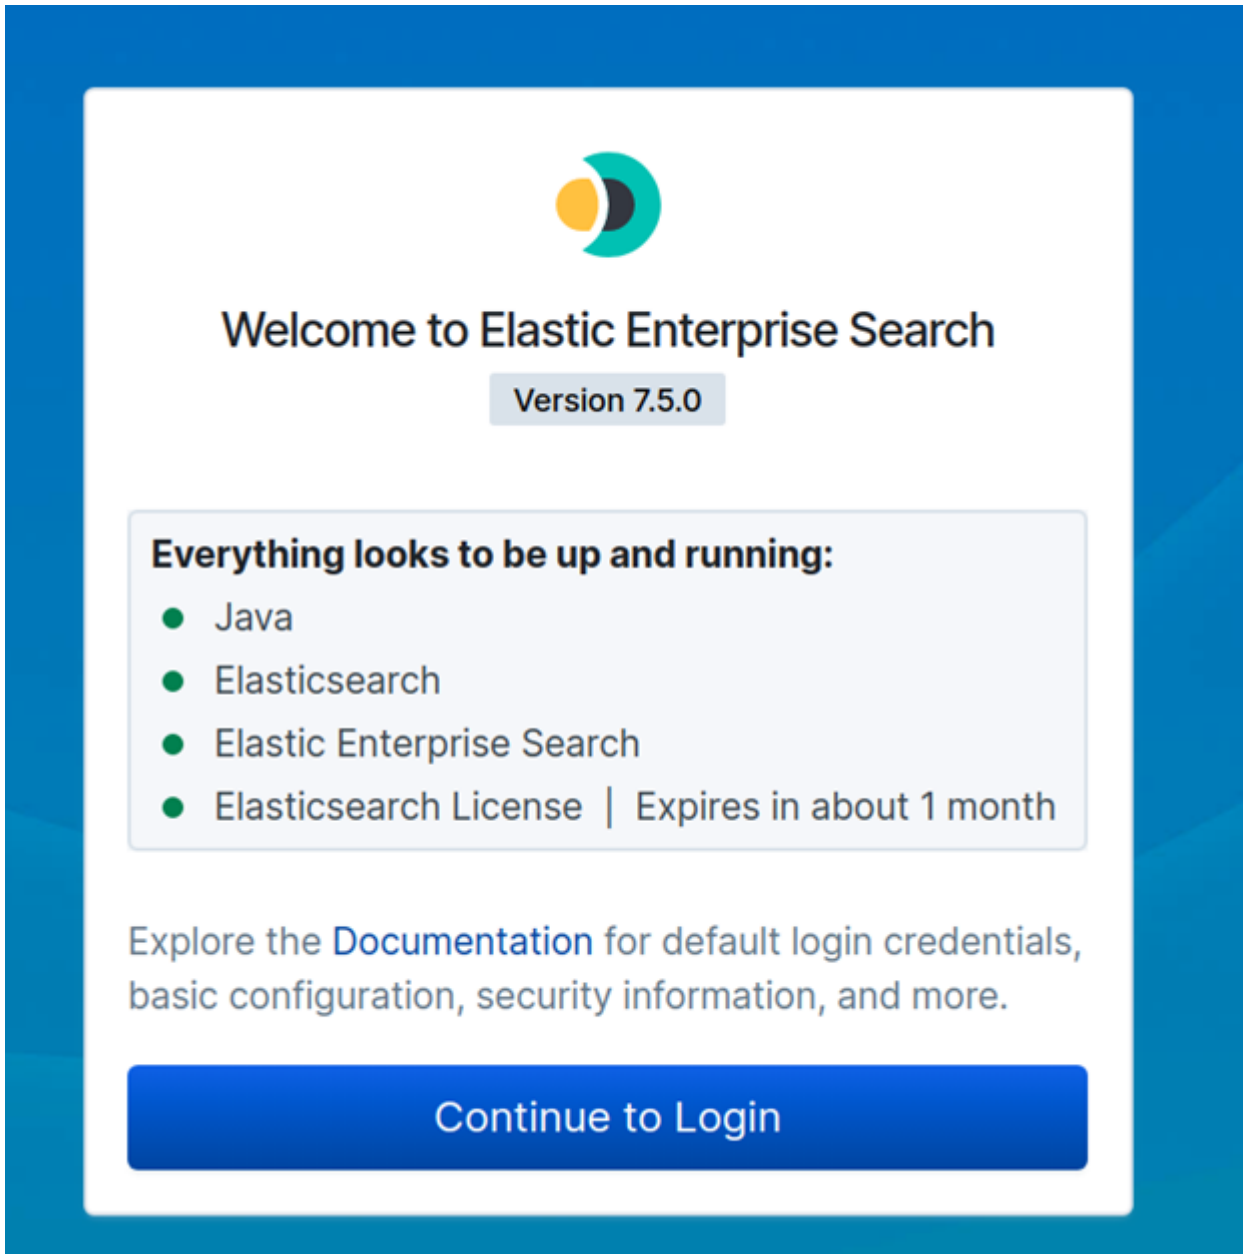 Welcome to Elastic Enterprise Search
Version 7.5.0
Everything looks to be up and running:
Java
Elasticsearch
Elastic Enterprise Search
Elasticsearch License | Expires in about 1 month
Explore the Documentation for default login credentials,
basic configuration, security information, and more.
Continue to Login